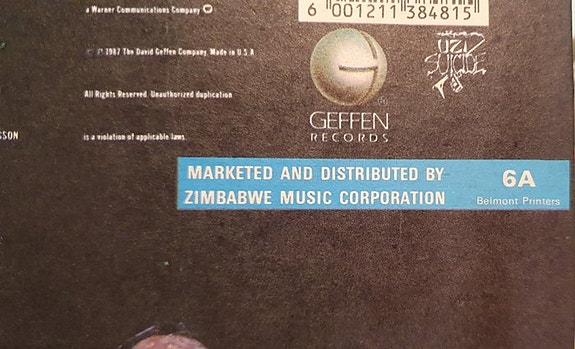 a Warner Communications Company
6 001211 384815
© ℗ 1987 The David Geffen Company. Made in U.S.A
UZI
SUICIDE
All Rights Reserved. Unauthorized duplication
GEFFEN
RECORDS
SSON
is a violation of applicable laws.
MARKETED AND DISTRIBUTED BY
ZIMBABWE MUSIC CORPORATION
6A
Belmont Printers